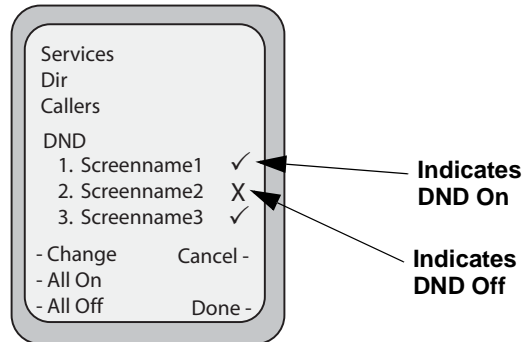 Services
Dir
Callers
DND
1. Screenname1 ✓
2. Screenname2 X
3. Screenname3 ✓
- Change Cancel -
- All On
- All Off Done -
Indicates
DND On
Indicates
DND Off